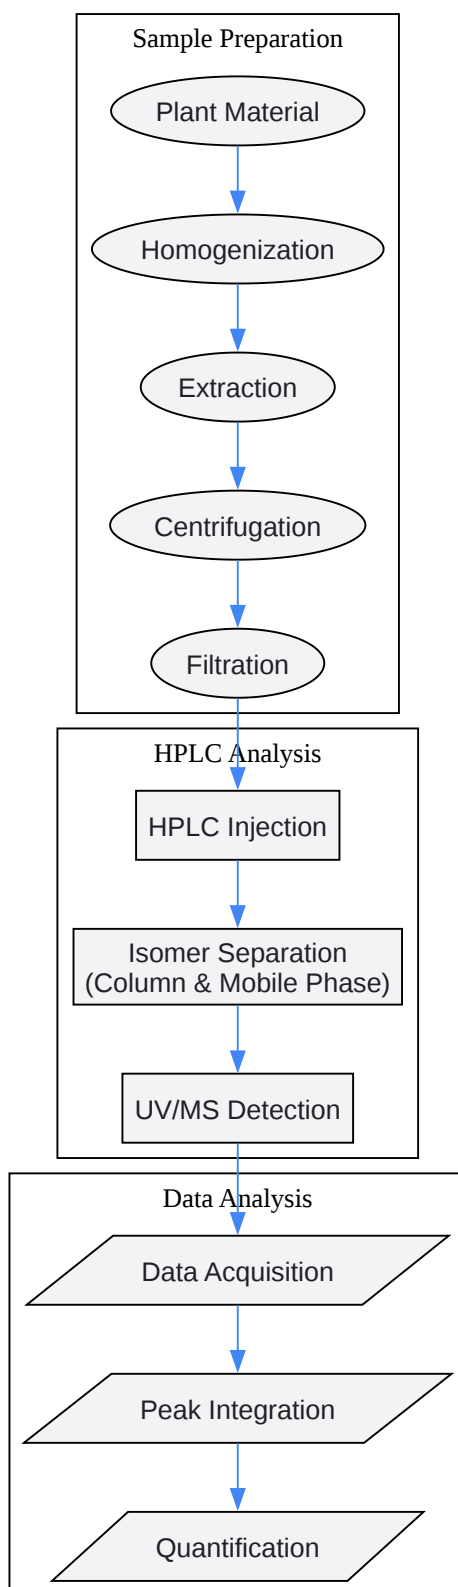 Sample Preparation
Plant Material
Homogenization
Extraction
Centrifugation
Filtration
HPLC Analysis
HPLC Injection
Isomer Separation
(Column & Mobile Phase)
UV/MS Detection
Data Analysis
Data Acquisition
Peak Integration
Quantification